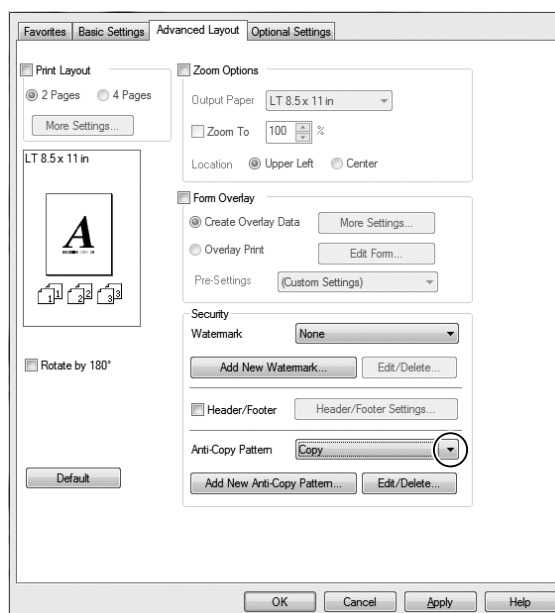 Favorites Basic Settings Advanced Layout Optional Settings
Print Layout
2 Pages 4 Pages
More Settings...
LT 8.5 x 11 in
A
1 1 2 2 3 3
Rotate by 180°
Default
Zoom Options
Output Paper LT 8.5 x 11 in
Zoom To 100 %
Location Upper Left Center
Form Overlay
Create Overlay Data More Settings...
Overlay Print Edit Form...
Pre-Settings (Custom Settings)
Security
Watermark None
Add New Watermark... Edit/Delete...
Header/Footer Header/Footer Settings...
Anti-Copy Pattern Copy
Add New Anti-Copy Pattern... Edit/Delete...
OK Cancel Apply Help